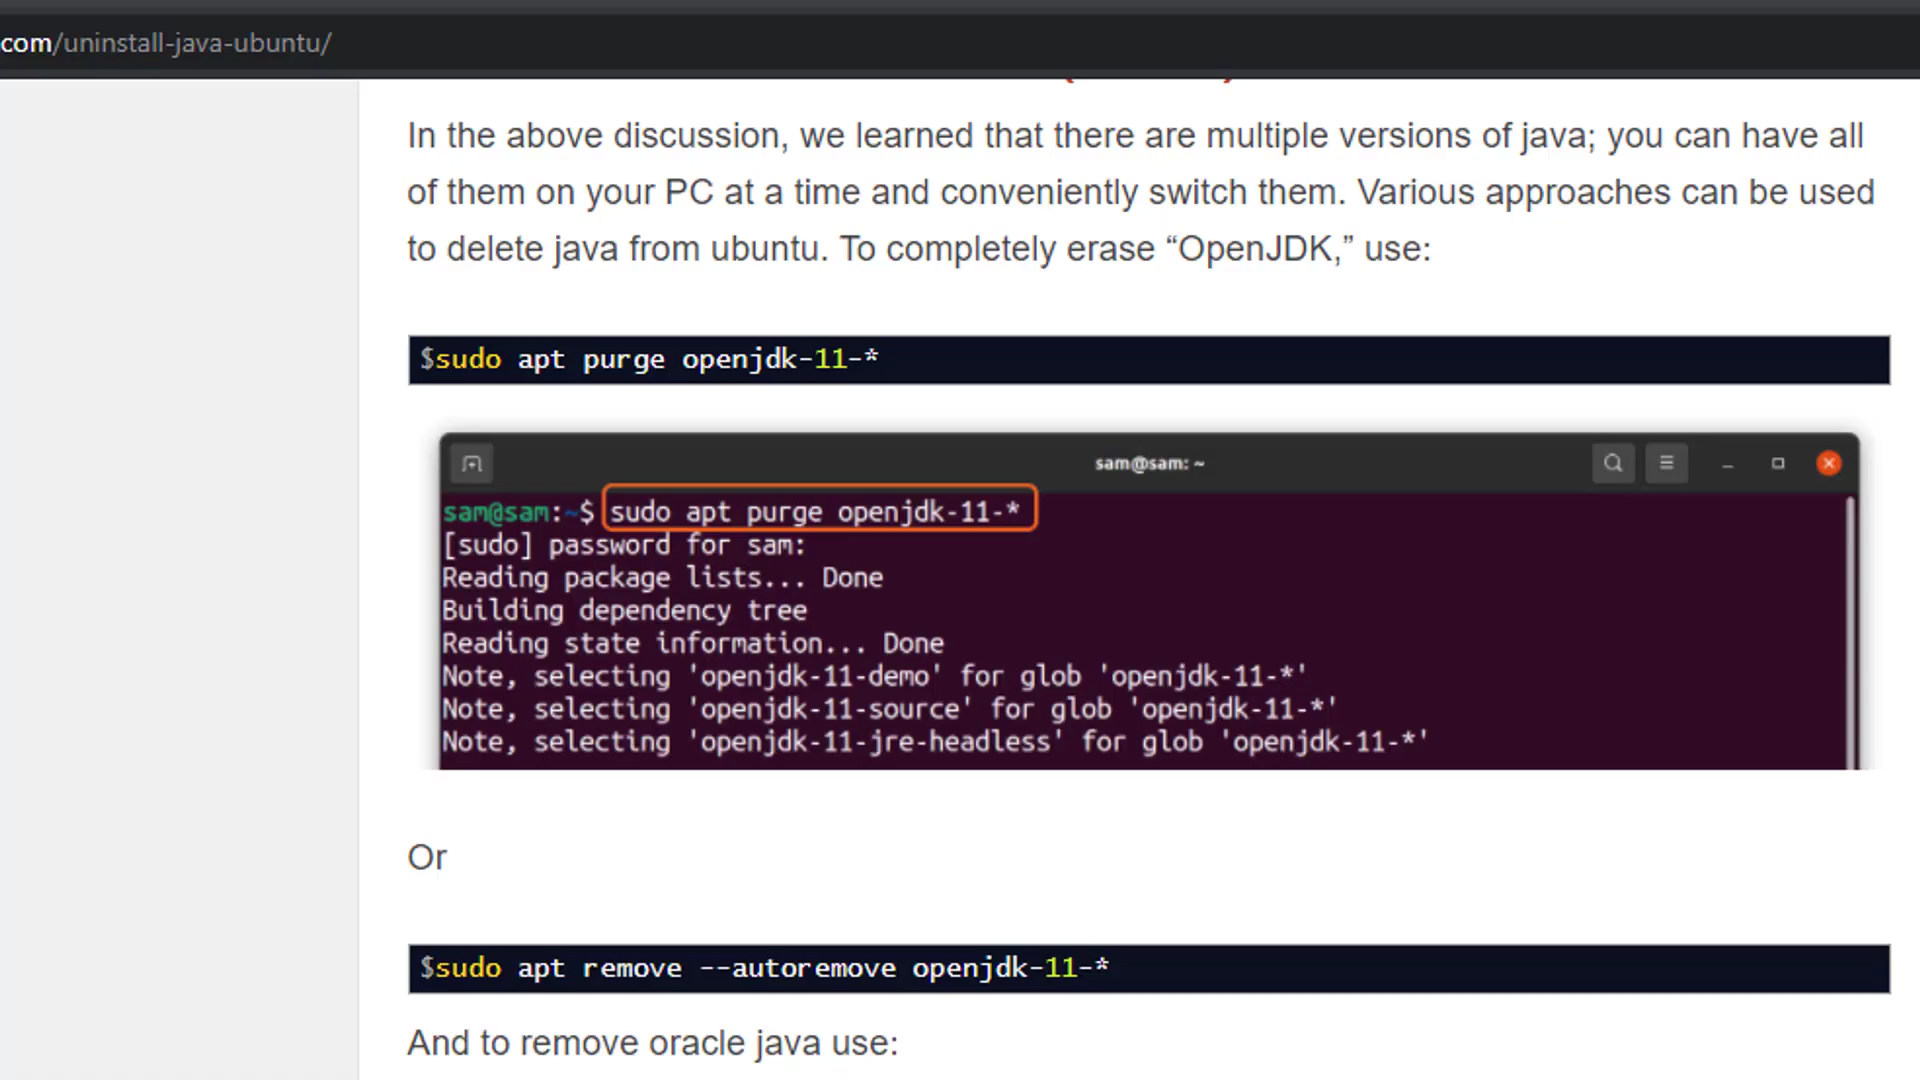 com/uninstall-java-ubuntu/
In the above discussion, we learned that there are multiple versions of java; you can have all
of them on your PC at a time and conveniently switch them. Various approaches can be used
to delete java from ubuntu. To completely erase “OpenJDK,” use:
$sudo apt purge openjdk-11-*
sam@sam: ~
sam@sam:~$ sudo apt purge openjdk-11-*
[sudo] password for sam:
Reading package lists... Done
Building dependency tree
Reading state information... Done
Note, selecting 'openjdk-11-demo' for glob 'openjdk-11-*'
Note, selecting 'openjdk-11-source' for glob 'openjdk-11-*'
Note, selecting 'openjdk-11-jre-headless' for glob 'openjdk-11-*'
Or
$sudo apt remove --autoremove openjdk-11-*
And to remove oracle java use: